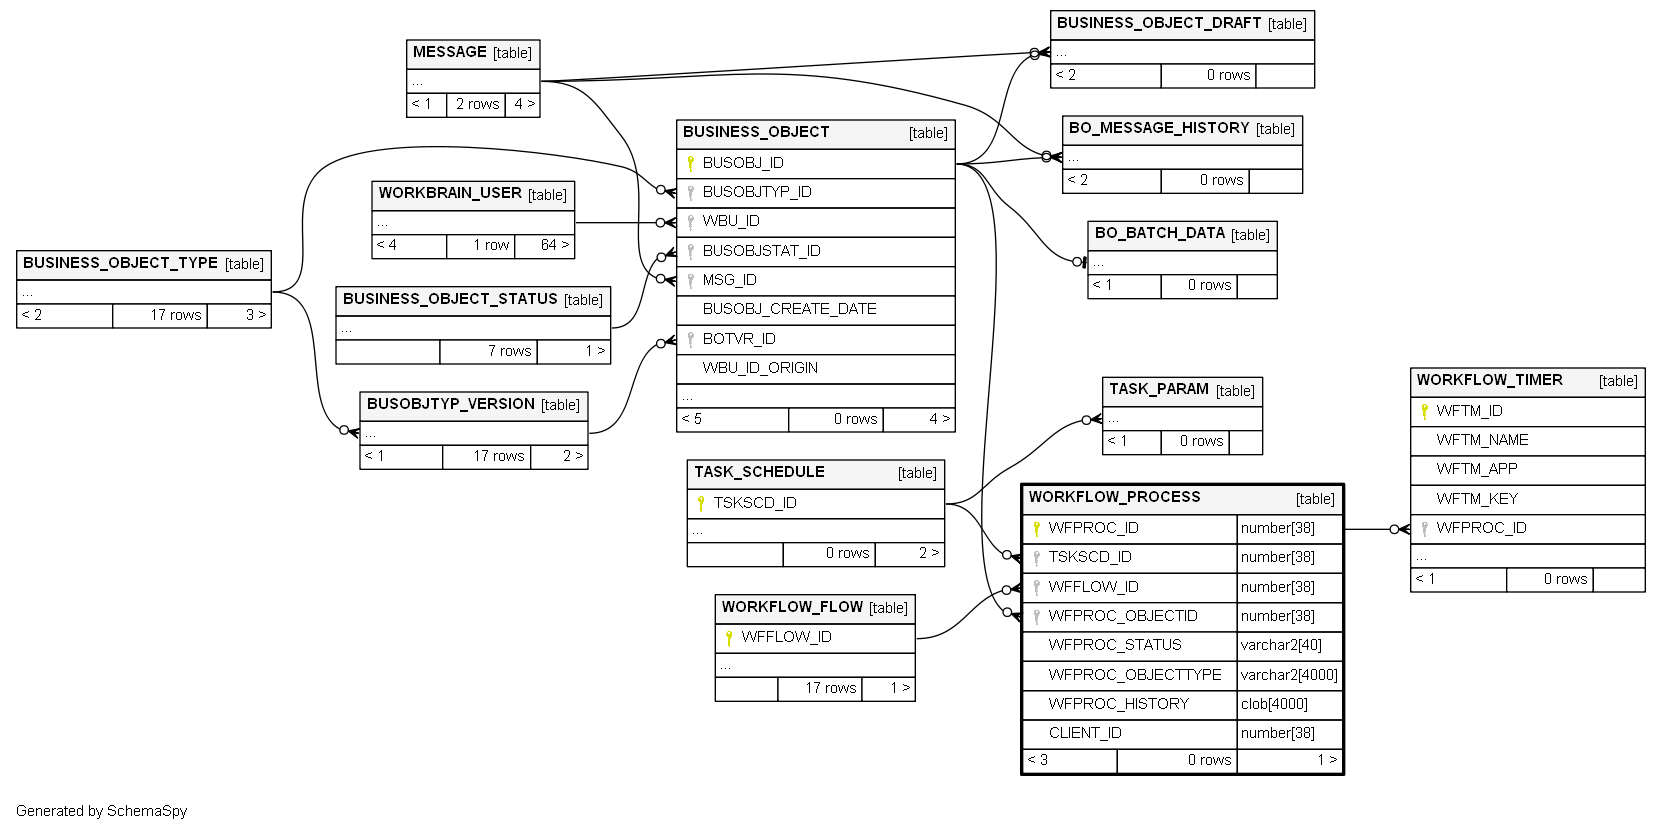 BUSINESS_OBJECT_DRAFT [table]
...
< 2 0 rows
MESSAGE [table]
...
< 1 2 rows 4 >
BO_MESSAGE_HISTORY [table]
...
< 2 0 rows
BUSINESS_OBJECT [table]
BUSOBJ_ID
BUSOBJTYP_ID
WBU_ID
BUSOBJSTAT_ID
MSG_ID
BUSOBJ_CREATE_DATE
BOTVR_ID
WBU_ID_ORIGIN
...
< 5 0 rows 4 >
WORKBRAIN_USER [table]
...
< 4 1 row 64 >
BO_BATCH_DATA [table]
...
< 1 0 rows
BUSINESS_OBJECT_TYPE [table]
...
< 2 17 rows 3 >
BUSINESS_OBJECT_STATUS [table]
...
7 rows 1 >
BUSOBJTYP_VERSION [table]
...
< 1 17 rows 2 >
TASK_PARAM [table]
...
< 1 0 rows
WORKFLOW_TIMER [table]
WFTM_ID
WFTM_NAME
WFTM_APP
WFTM_KEY
WFPROC_ID
...
< 1 0 rows
TASK_SCHEDULE [table]
TSKSCD_ID
...
0 rows 2 >
WORKFLOW_PROCESS [table]
WFPROC_ID number[38]
TSKSCD_ID number[38]
WFFLOW_ID number[38]
WFPROC_OBJECTID number[38]
WFPROC_STATUS varchar2[40]
WFPROC_OBJECTTYPE varchar2[4000]
WFPROC_HISTORY clob[4000]
CLIENT_ID number[38]
< 3 0 rows 1 >
WORKFLOW_FLOW [table]
WFFLOW_ID
...
17 rows 1 >
Generated by SchemaSpy